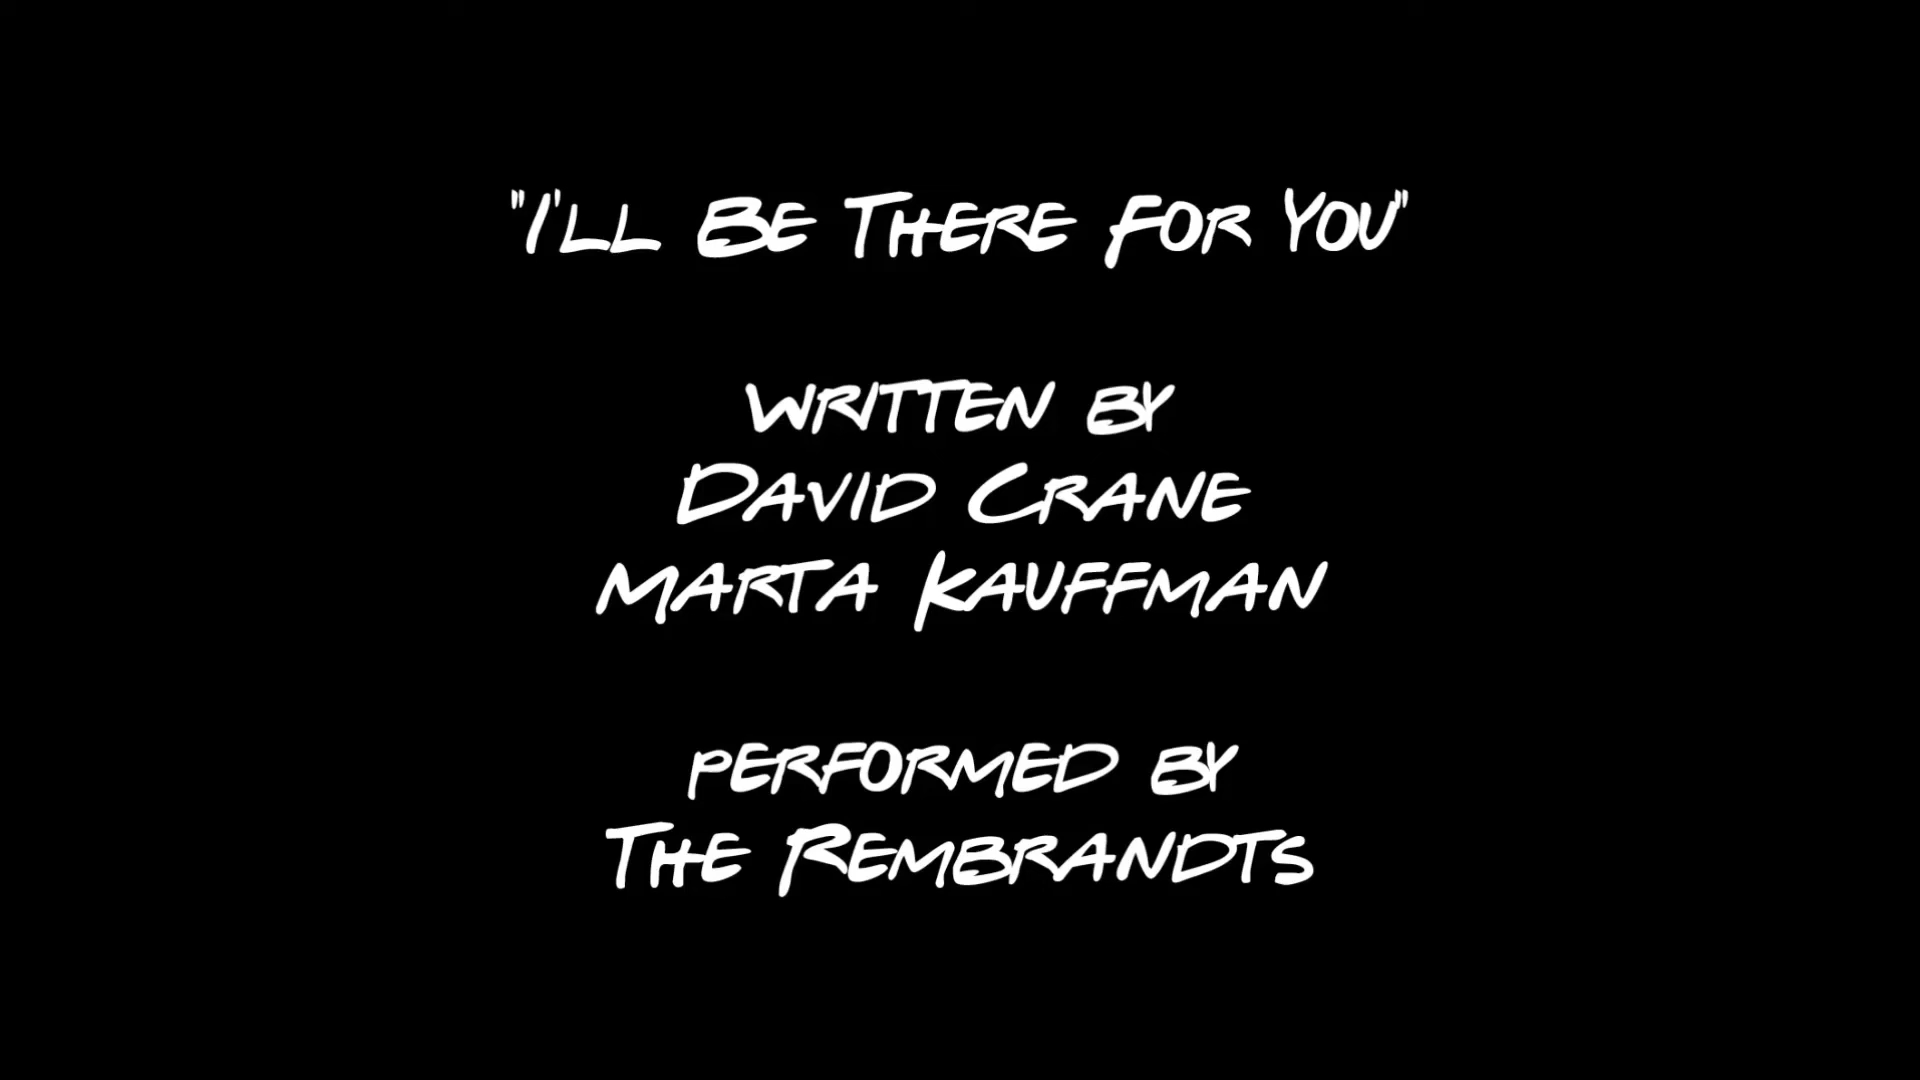 "I'll Be There For You"
written by
David Crane
Marta Kauffman
performed by
The Rembrandts